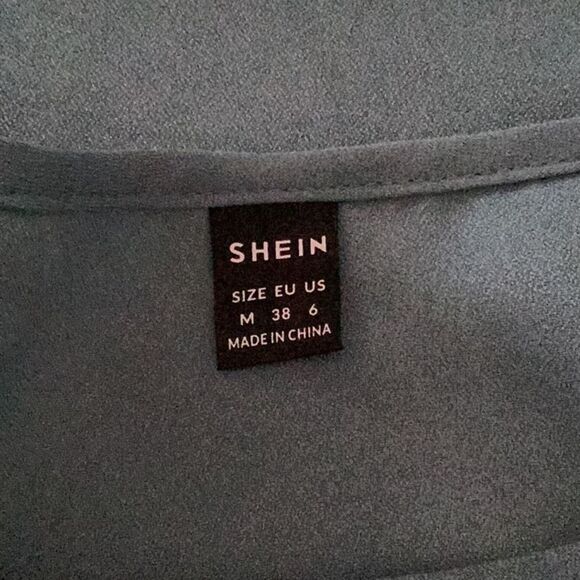 SHEIN
SIZE EU US
M 38 6
MADE IN CHINA